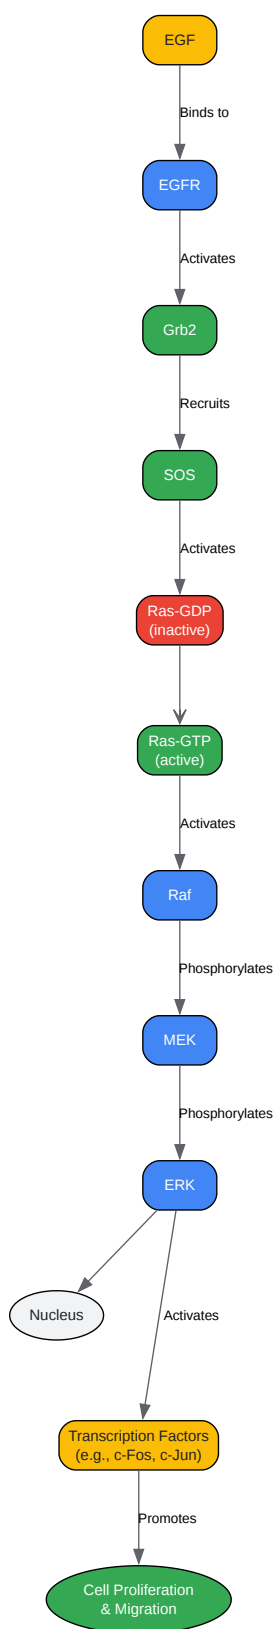 EGF
Binds to
EGFR
Activates
Grb2
Recruits
SOS
Activates
Ras-GDP
(inactive)
Ras-GTP
(active)
Activates
Raf
Phosphorylates
MEK
Phosphorylates
ERK
Nucleus
Activates
Transcription Factors
(e.g., c-Fos, c-Jun)
Promotes
Cell Proliferation
& Migration